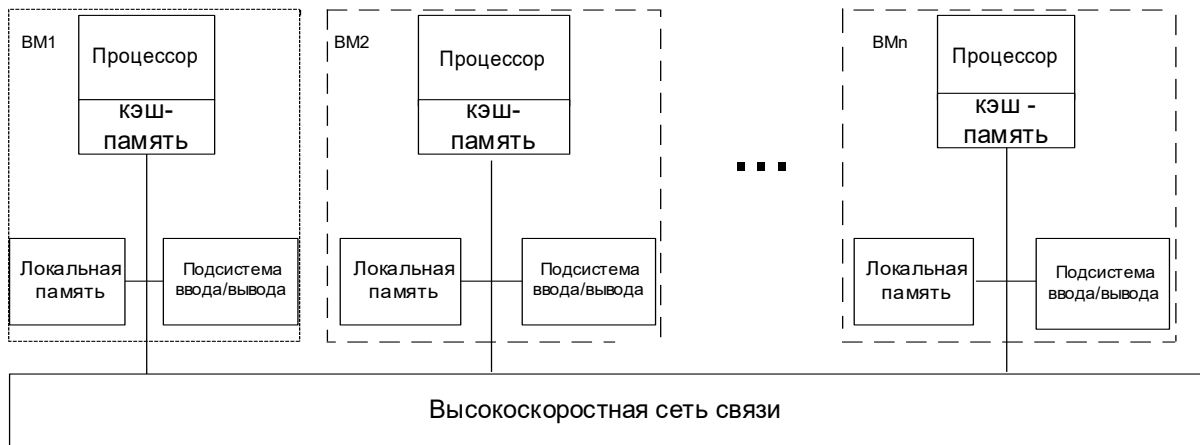 ВМ1
Процессор
кэш-
память
Локальная
память
Подсистема
ввода/вывода
ВМ2
Процессор
кэш-
память
Локальная
память
Подсистема
ввода/вывода
...
ВМn
Процессор
кэш -
память
Локальная
память
Подсистема
ввода/вывода
Высокоскоростная сеть связи